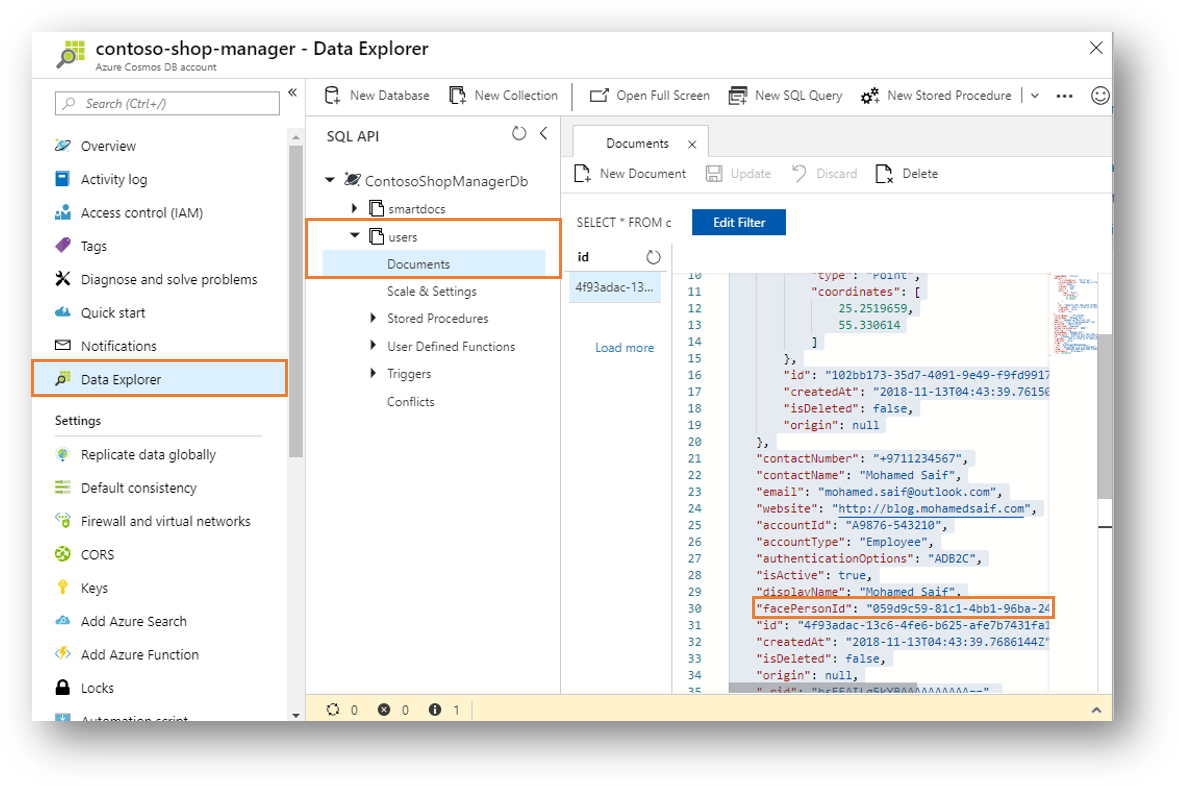 contoso-shop-manager - Data Explorer
Azure Cosmos DB account
Search (Ctrl+/)
Overview
Activity log
Access control (IAM)
Tags
Diagnose and solve problems
Quick start
Notifications
Data Explorer
Settings
Replicate data globally
Default consistency
Firewall and virtual networks
CORS
Keys
Add Azure Search
Add Azure Function
Locks
Automation script
New Database
New Collection
Open Full Screen
New SQL Query
New Stored Procedure
SQL API
ContosoShopManagerDb
smartdocs
users
Documents
Scale & Settings
Stored Procedures
User Defined Functions
Triggers
Conflicts
Documents
New Document
Update
Discard
Delete
SELECT * FROM c
Edit Filter
id
4f93adac-13...
Load more
10 "type": "Point",
11 "coordinates": [
12 25.2519659,
13 55.330614
14 ]
15 },
16 "id": "102bb173-35d7-4091-9e49-f9fd9917
17 "createdAt": "2018-11-13T04:43:39.76150
18 "isDeleted": false,
19 "origin": null
20 },
21 "contactNumber": "+9711234567",
22 "contactName": "Mohamed Saif",
23 "email": "mohamed.saif@outlook.com",
24 "website": "http://blog.mohamedsaif.com",
25 "accountId": "A9876-543210",
26 "accountType": "Employee",
27 "authenticationOptions": "ADB2C",
28 "isActive": true,
29 "displayName": "Mohamed Saif",
30 "facePersonId": "059d9c59-81c1-4bb1-96ba-24
31 "id": "4f93adac-13c6-4fe6-b625-afe7b7431fa1
32 "createdAt": "2018-11-13T04:43:39.7686144Z"
33 "isDeleted": false,
34 "origin": null,
35
0
0
1